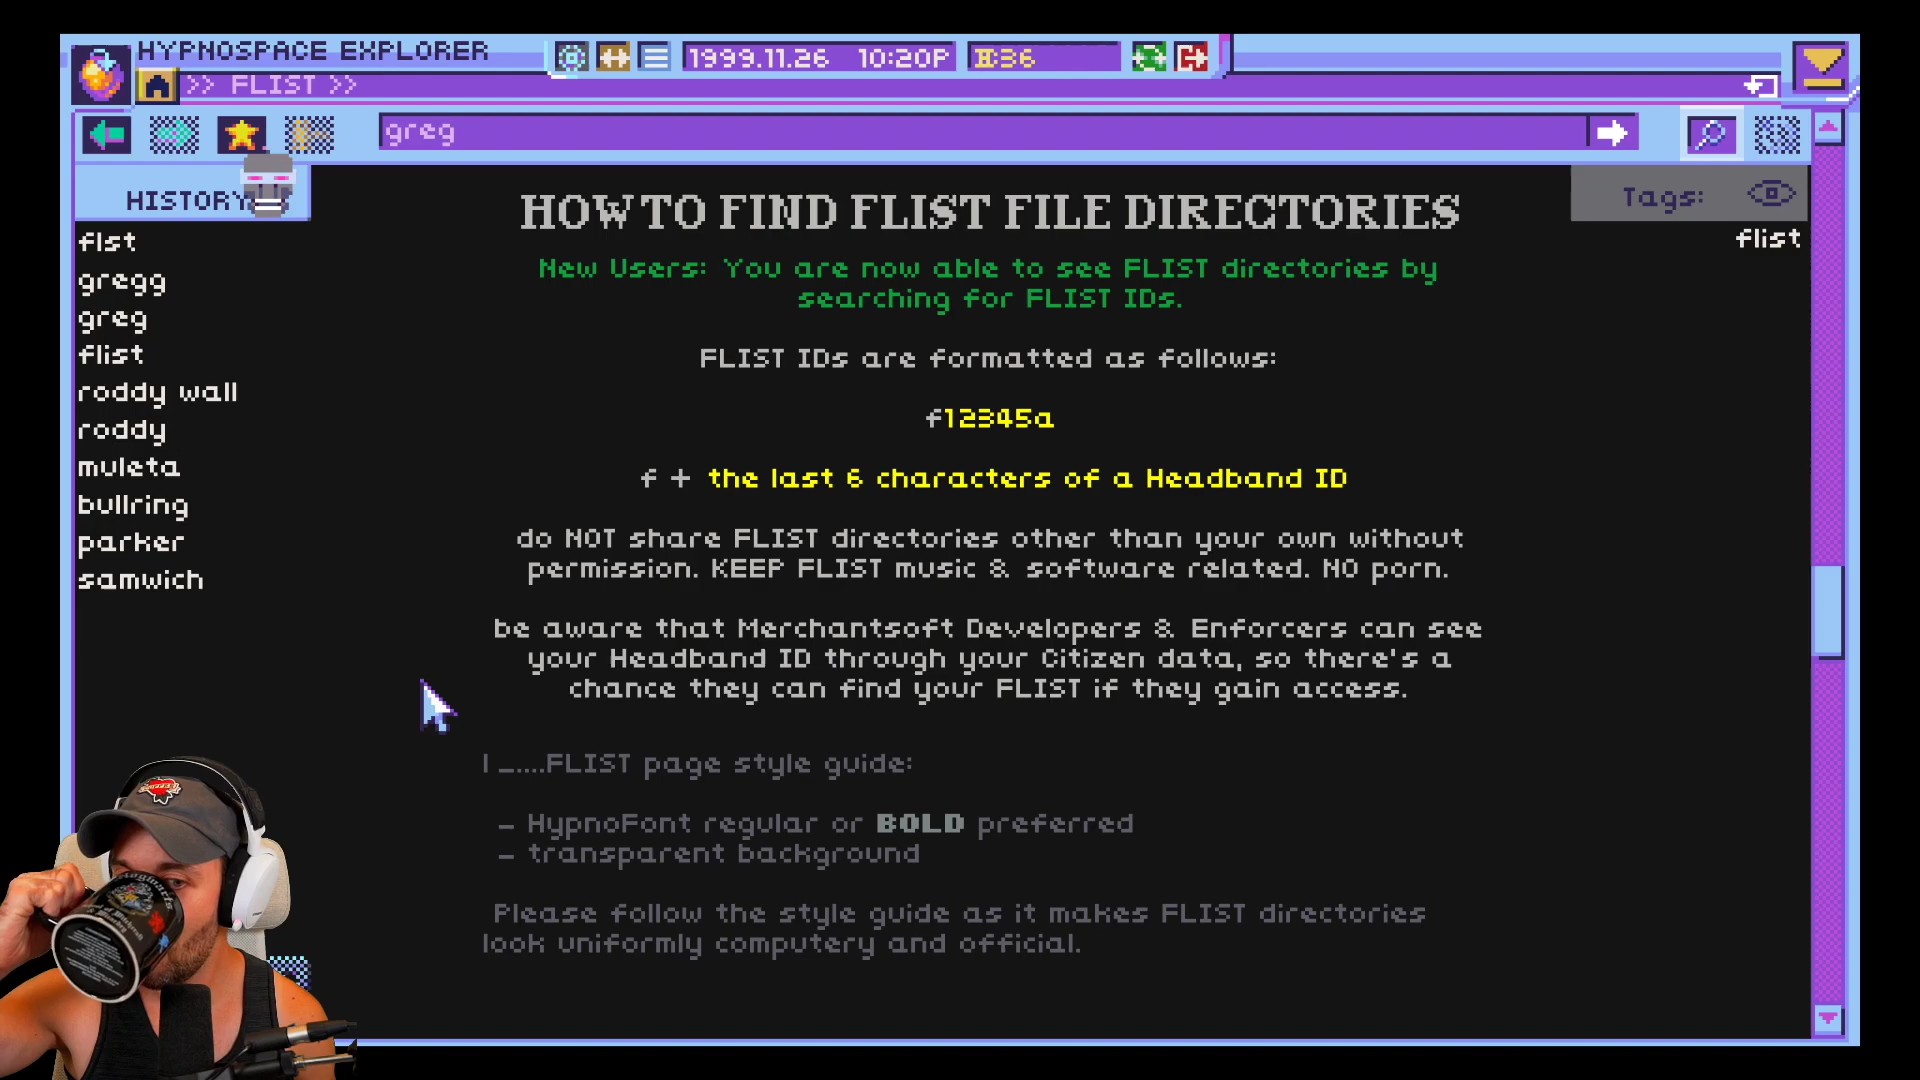 HYPNOSPACE EXPLORER
1999.11.26 10:20P
36
>> FLIST >>
greg
HISTORY
flst
gregg
greg
flist
roddy wall
roddy
muleta
bullring
parker
samwich
Tags:
flist
HOW TO FIND FLIST FILE DIRECTORIES
New Users: You are now able to see FLIST directories by
searching for FLIST IDs.
FLIST IDs are formatted as follows:
f12345a
f + the last 6 characters of a Headband ID
do NOT share FLIST directories other than your own without
permission. KEEP FLIST music & software related. NO porn.
be aware that Merchantsoft Developers & Enforcers can see
your Headband ID through your Citizen data, so there's a
chance they can find your FLIST if they gain access.
I _....FLIST page style guide:
- HypnoFont regular or BOLD preferred
- transparent background
Please follow the style guide as it makes FLIST directories
look uniformly computery and official.